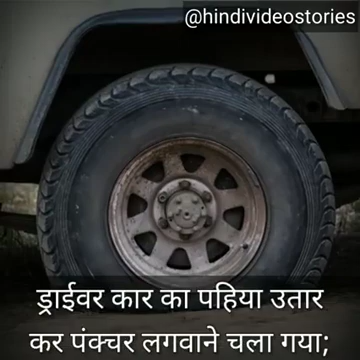 @hindivideostories
ड्राईवर कार का पहिया उतार
कर पंक्चर लगवाने चला गया;